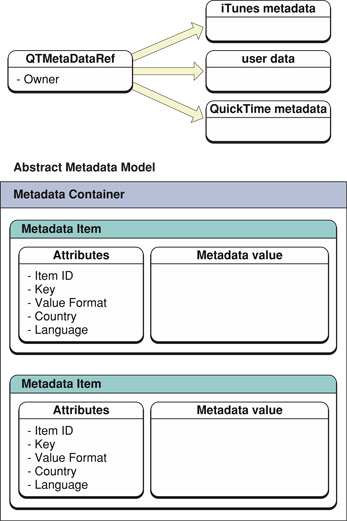 iTunes metadata
QTMetaDataRef
- Owner
user data
QuickTime metadata
Abstract Metadata Model
Metadata Container
Metadata Item
Attributes
- Item ID
- Key
- Value Format
- Country
- Language
Metadata value
Metadata Item
Attributes
- Item ID
- Key
- Value Format
- Country
- Language
Metadata value